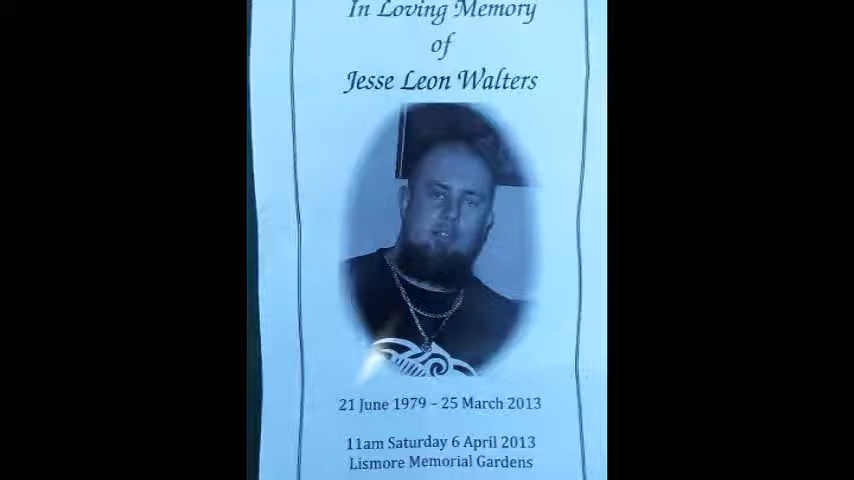 In Loving Memory
of
Jesse Leon Walters
21 June 1979 – 25 March 2013
11am Saturday 6 April 2013
Lismore Memorial Gardens